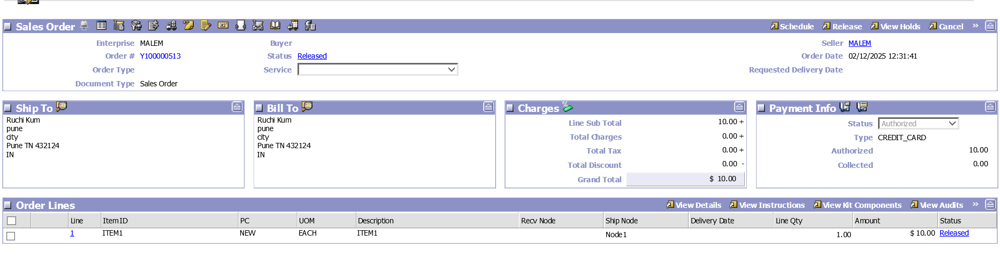 Sales Order Schedule Release View Holds Cancel »
Enterprise MALEM Buyer Seller MALEM
Order # Y100000513 Status Released Order Date 02/12/2025 12:31:41
Order Type Service Requested Delivery Date
Document Type Sales Order
Ship To
Ruchi Kum
pune
city
Pune TN 432124
IN
Bill To
Ruchi Kum
pune
city
Pune TN 432124
IN
Charges
Line Sub Total 10.00 +
Total Charges 0.00 +
Total Tax 0.00 +
Total Discount 0.00 -
Grand Total $ 10.00
Payment Info
Status Authorized
Type CREDIT_CARD
Authorized 10.00
Collected 0.00
Order Lines View Details View Instructions View Kit Components View Audits »
Line Item ID PC UOM Description Recv Node Ship Node Delivery Date Line Qty Amount Status
1 ITEM1 NEW EACH ITEM1 Node1 1.00 $ 10.00 Released